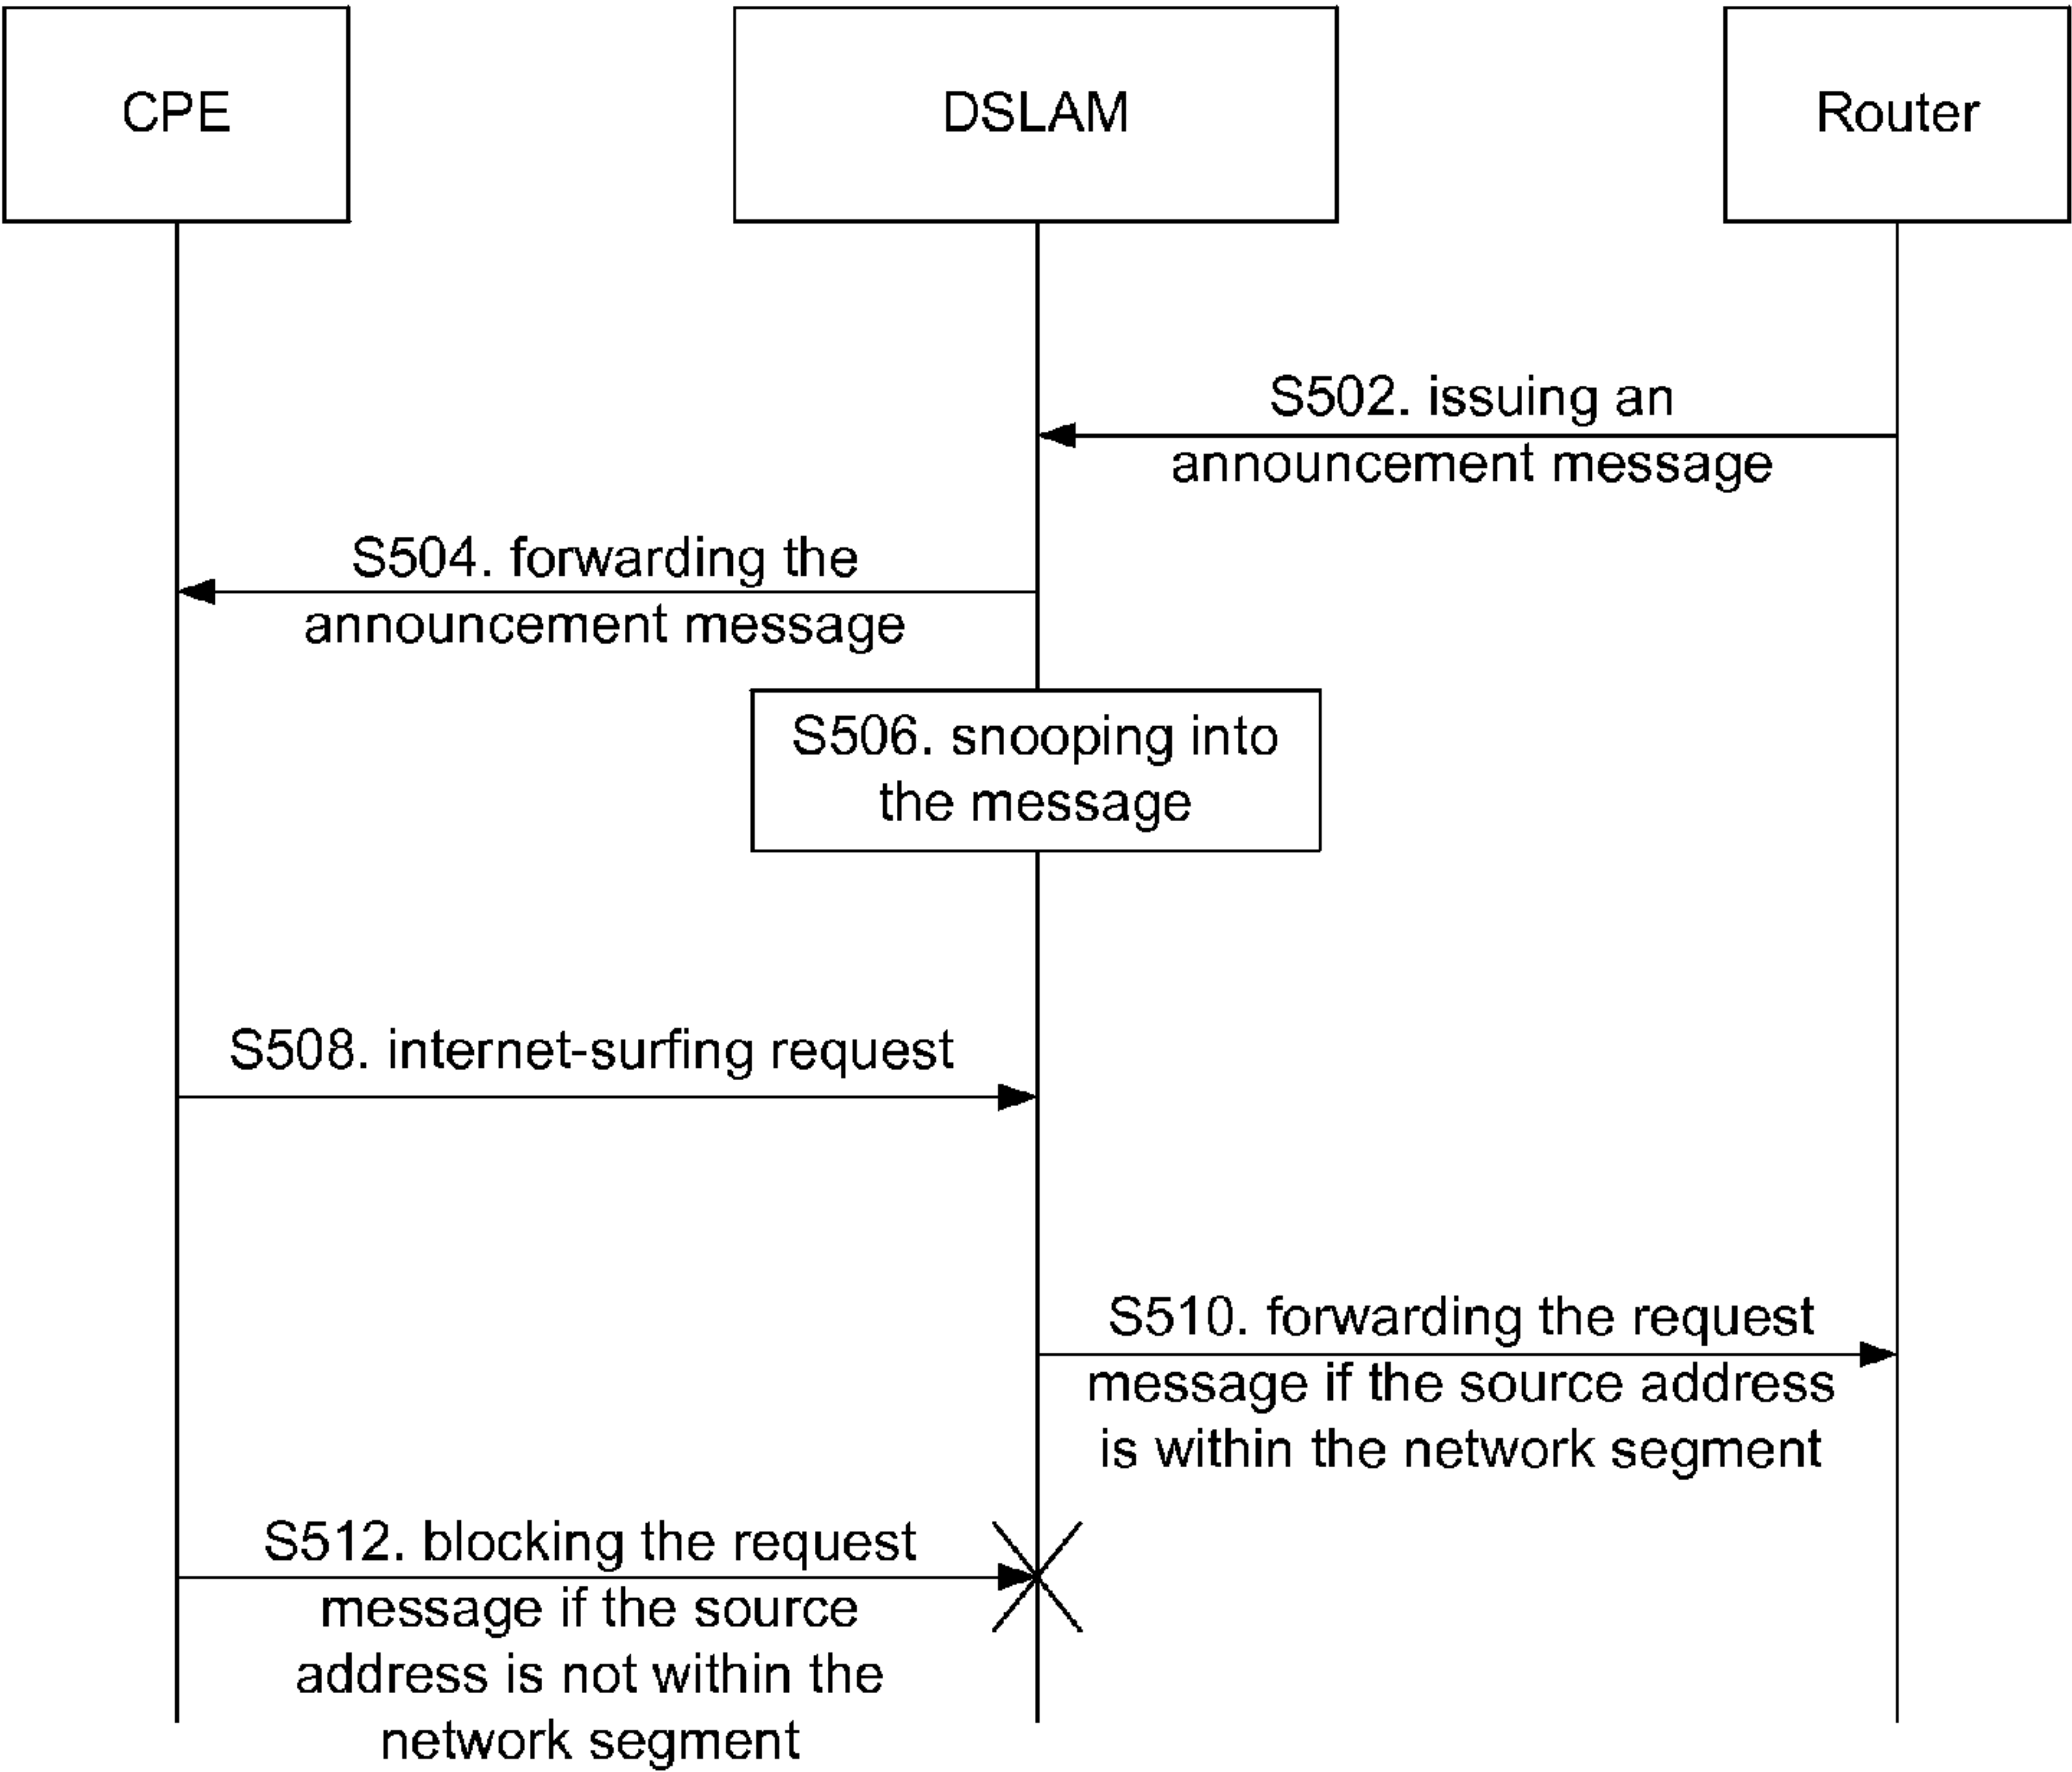 CPE
DSLAM
Router
S502. issuing an
announcement message
S504. forwarding the
announcement message
S506. snooping into
the message
S508. internet-surfing request
S510. forwarding the request
message if the source address
is within the network segment
S512. blocking the request
message if the source
address is not within the
network segment